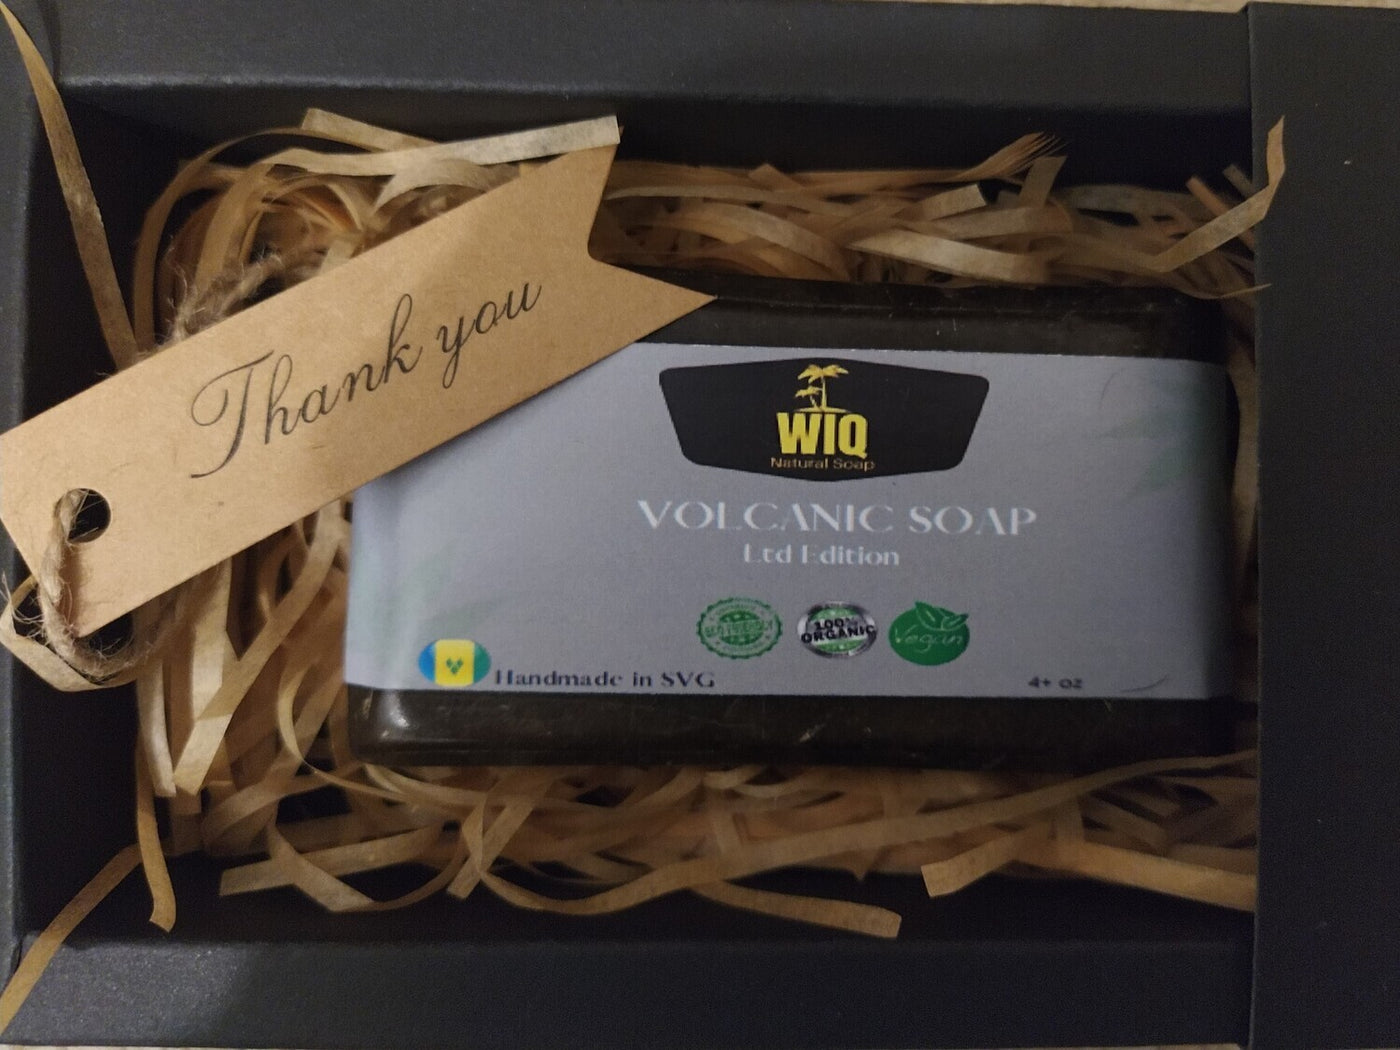 Thank you
WIQ
Natural Soap
VOLCANIC SOAP
Ltd Edition
100%
ORGANIC
Vegan
Handmade in SVG
4+ oz